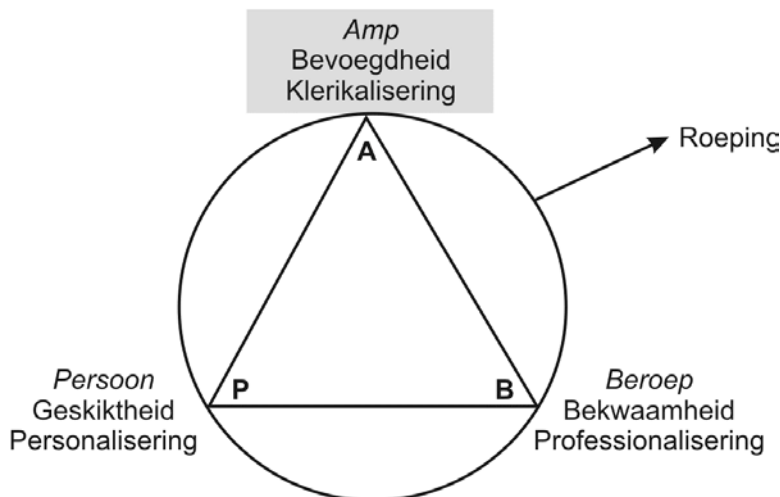 Amp
Bevoegdheid
Klerikalisering
A
Roeping
Persoon
Geskiktheid
Personalisering
P
B
Beroep
Bekwaamheid
Professionalisering